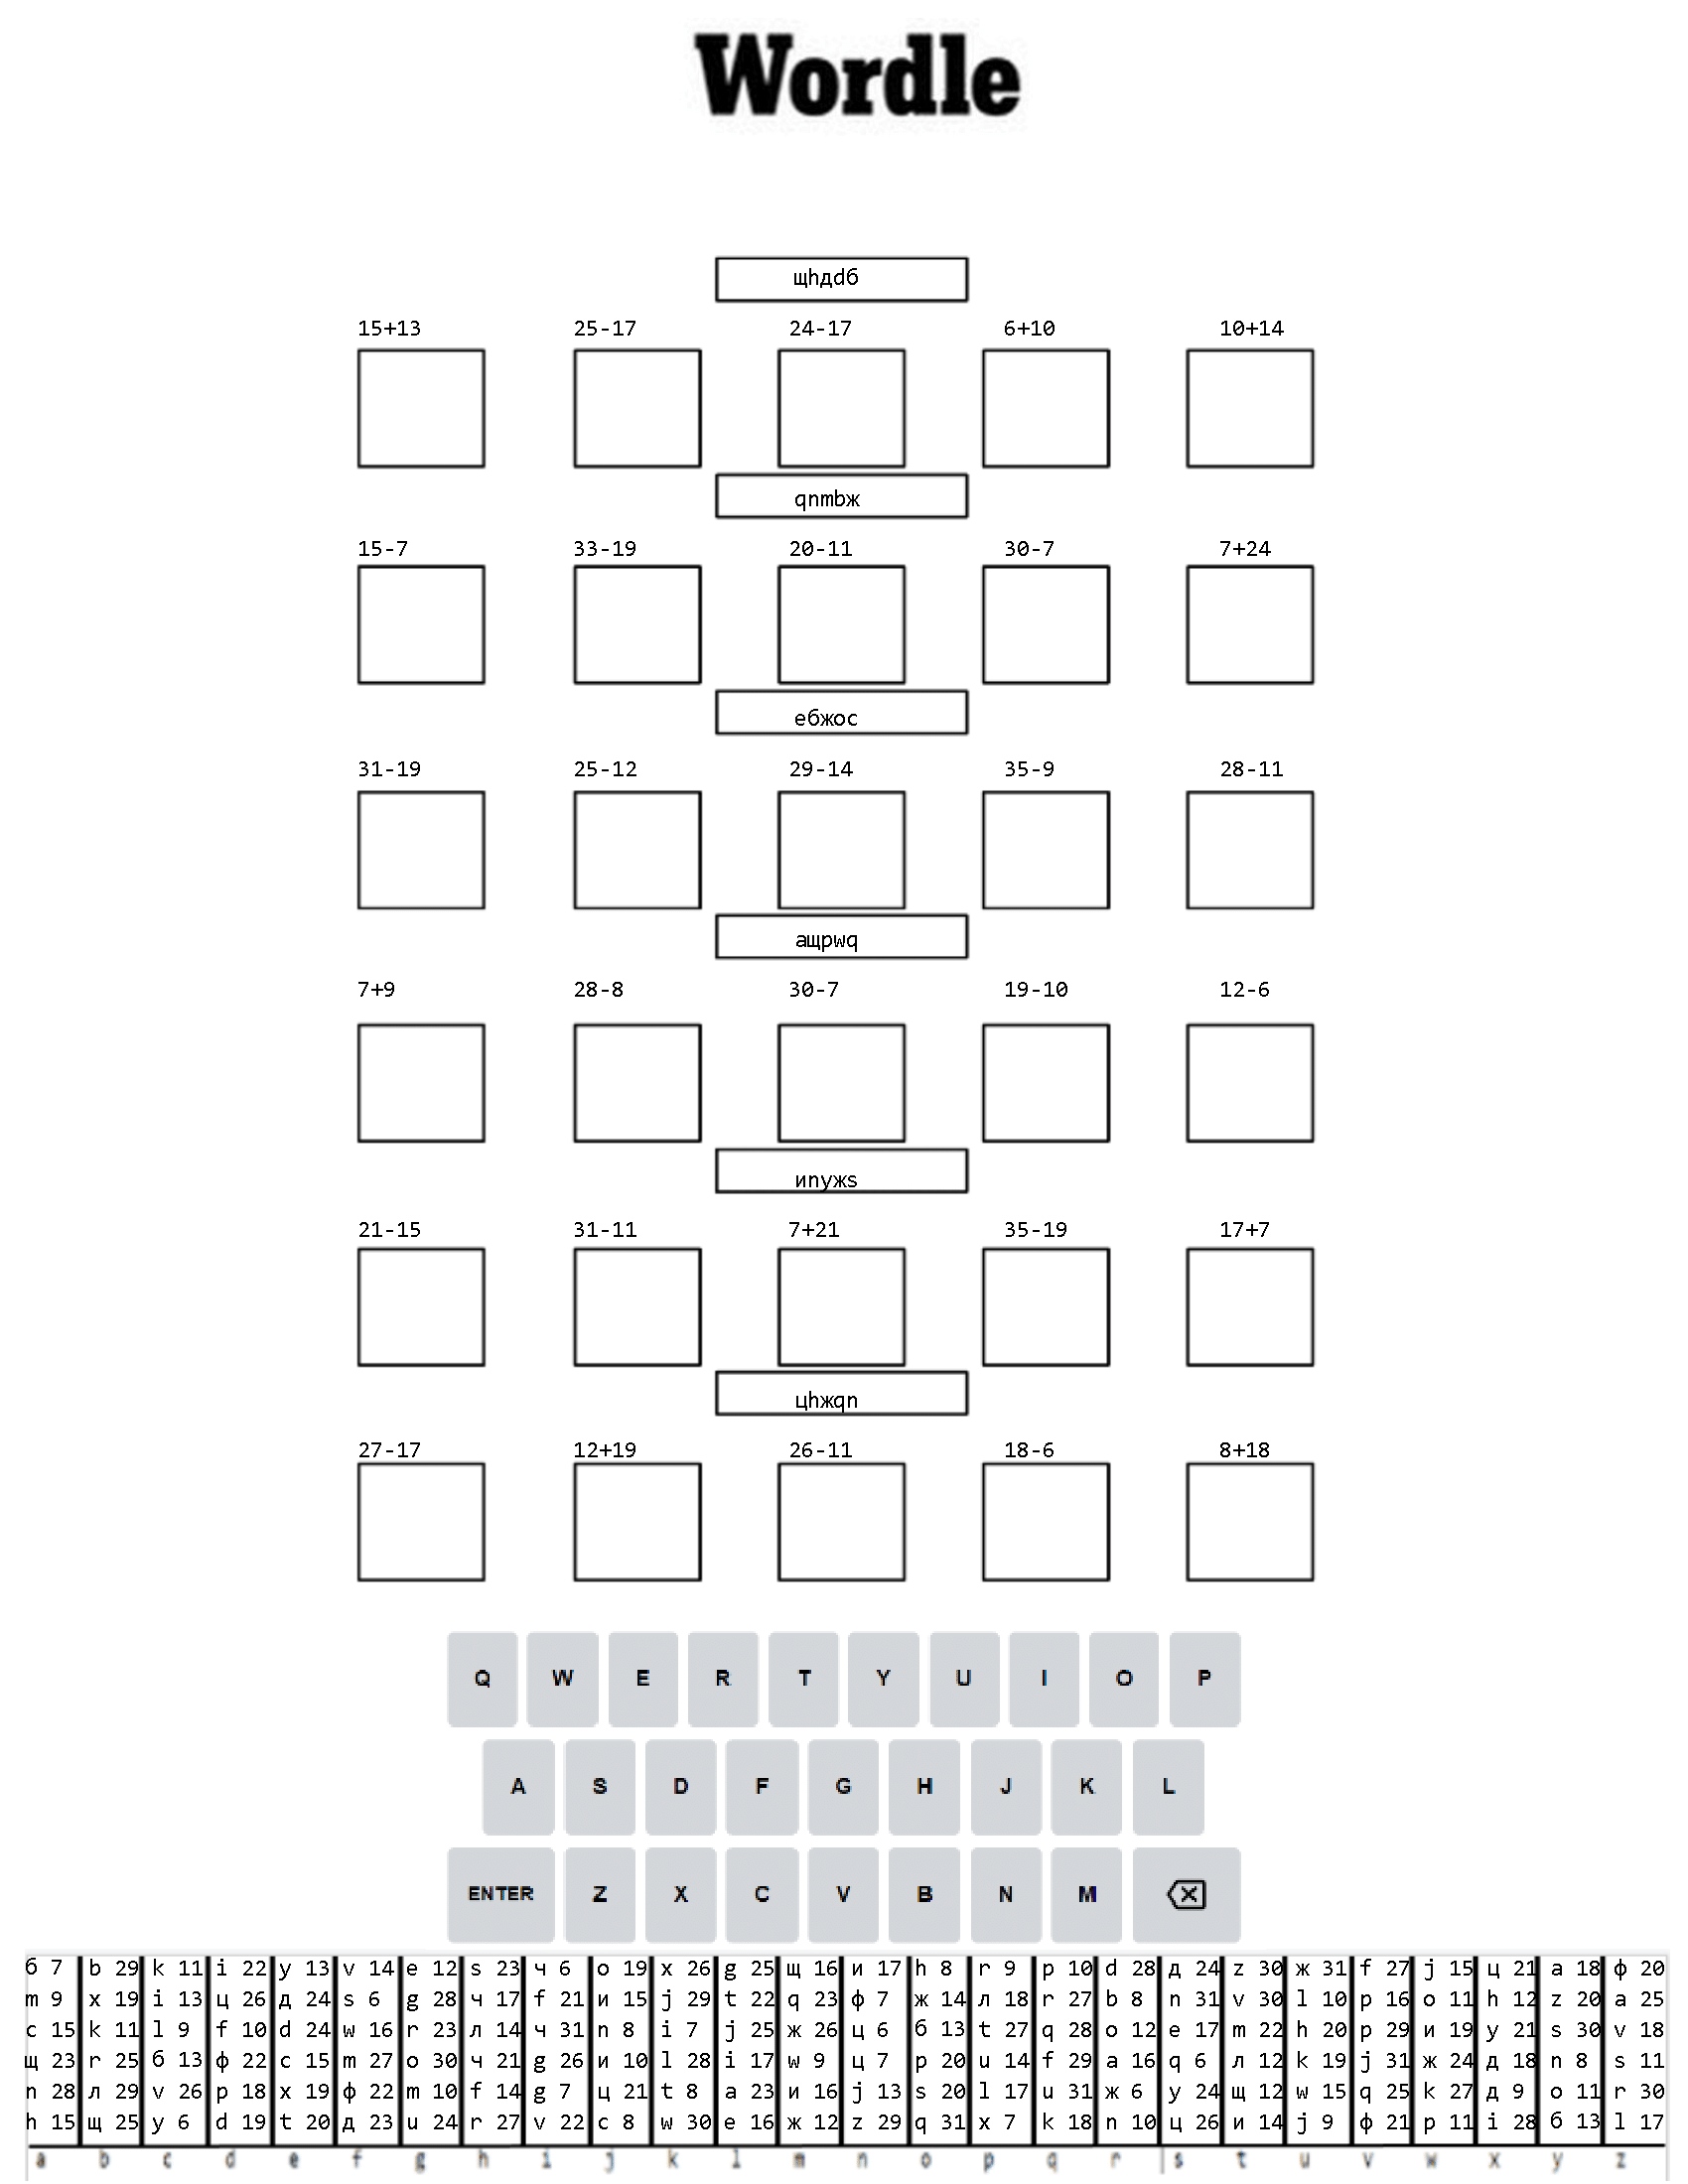 Wordle
щhдdб
15+13 25-17 24-17 6+10 10+14
qnmbж
15-7 33-19 20-11 30-7 7+24
ебжос
31-19 25-12 29-14 35-9 28-11
ащрwq
7+9 28-8 30-7 19-10 12-6
иnyжs
21-15 31-11 7+21 35-19 17+7
цhжqn
27-17 12+19 26-11 18-6 8+18
Q W E R T Y U I O P
A S D F G H J K L
ENTER Z X C V B N M
б 7 b 29 k 11 i 22 y 13 v 14 e 12 s 23 ч 6 o 19 x 26 g 25 щ 16 и 17 h 8 r 9 p 10 d 28 д 24 z 30 ж 31 f 27 j 15 ц 21 a 18 ф 20
m 9 x 19 i 13 ц 26 д 24 s 6 g 28 ч 17 f 21 и 15 j 29 t 22 q 23 ф 7 ж 14 л 18 r 27 b 8 n 31 v 30 l 10 p 16 o 11 h 12 z 20 a 25
c 15 k 11 l 9 f 10 d 24 w 16 r 23 л 14 ч 31 n 8 i 7 j 25 ж 26 ц 6 б 13 t 27 q 28 o 12 e 17 m 22 h 20 p 29 и 19 y 21 s 30 v 18
щ 23 r 25 б 13 ф 22 c 15 m 27 o 30 ч 21 g 26 и 10 l 28 i 17 w 9 ц 7 p 20 u 14 f 29 a 16 q 6 л 12 k 19 j 31 ж 24 д 18 n 8 s 11
n 28 л 29 v 26 p 18 x 19 ф 22 m 10 f 14 g 7 ц 21 t 8 a 23 и 16 j 13 s 20 l 17 u 31 ж 6 y 24 щ 12 w 15 q 25 k 27 д 9 o 11 r 30
h 15 щ 25 y 6 d 19 t 20 д 23 u 24 r 27 v 22 c 8 w 30 e 16 ж 12 z 29 q 31 x 7 k 18 n 10 ц 26 и 14 j 9 ф 21 p 11 i 28 б 13 l 17
a b c d e f g h i j k l m n o p q r s t u v w x y z